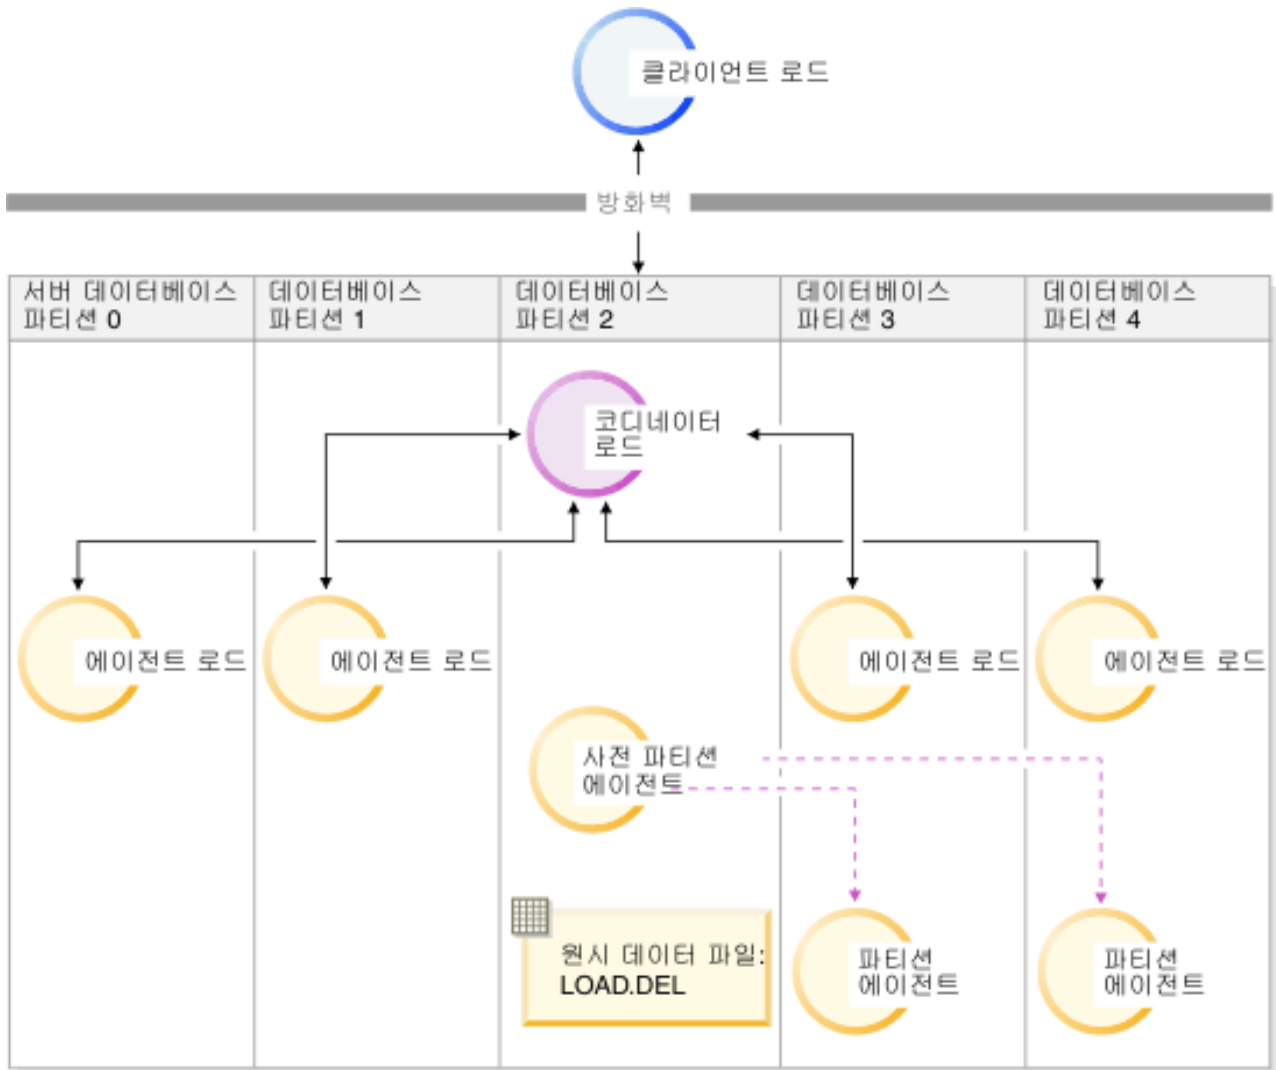 클라이언트 로드
방화벽
서버 데이터베이스
파티션 0
데이터베이스
파티션 1
데이터베이스
파티션 2
데이터베이스
파티션 3
데이터베이스
파티션 4
코디네이터
로드
에이전트 로드
에이전트 로드
에이전트 로드
에이전트 로드
사전 파티션
에이전트
원시 데이터 파일:
LOAD.DEL
파티션
에이전트
파티션
에이전트